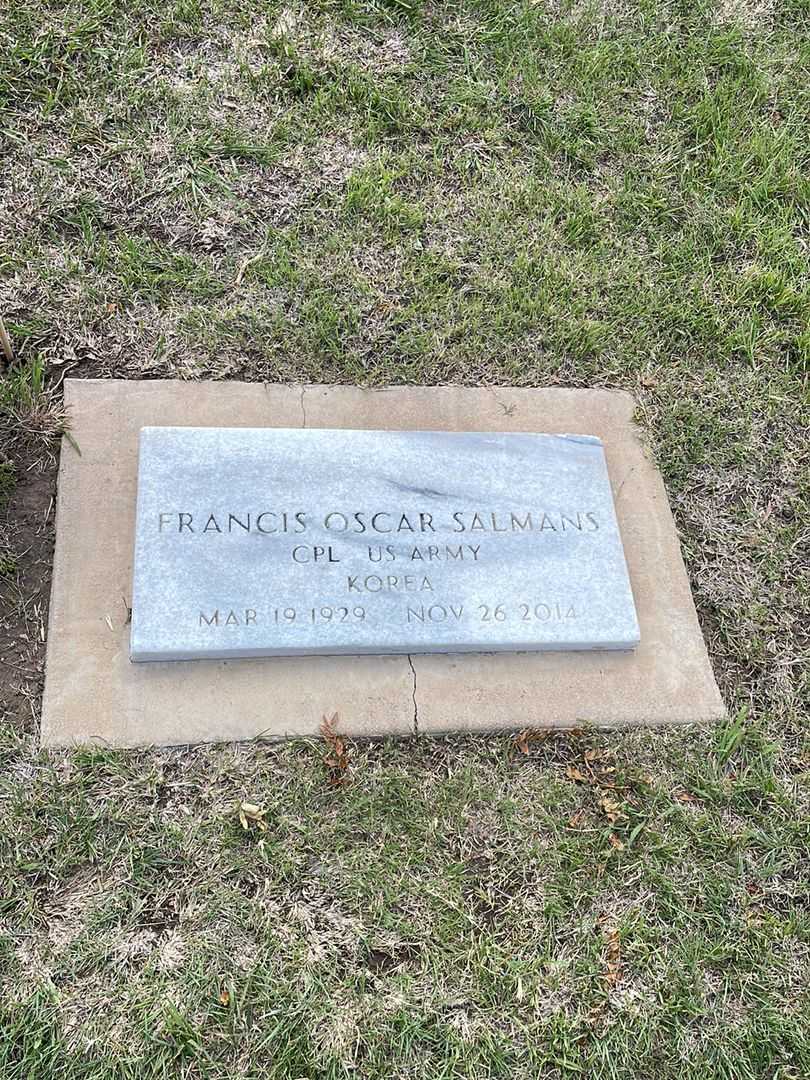 FRANCIS OSCAR SALMANS
CPL US ARMY
KOREA
MAR 19 1929 NOV 26 2014